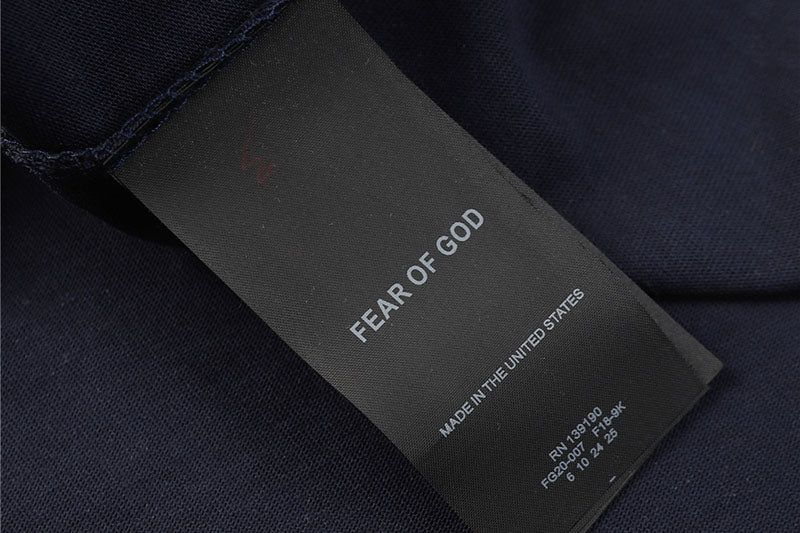 FEAR OF GOD
MADE IN THE UNITED STATES
RN 139190
FG20-007 F18-9K
6 10 24 25